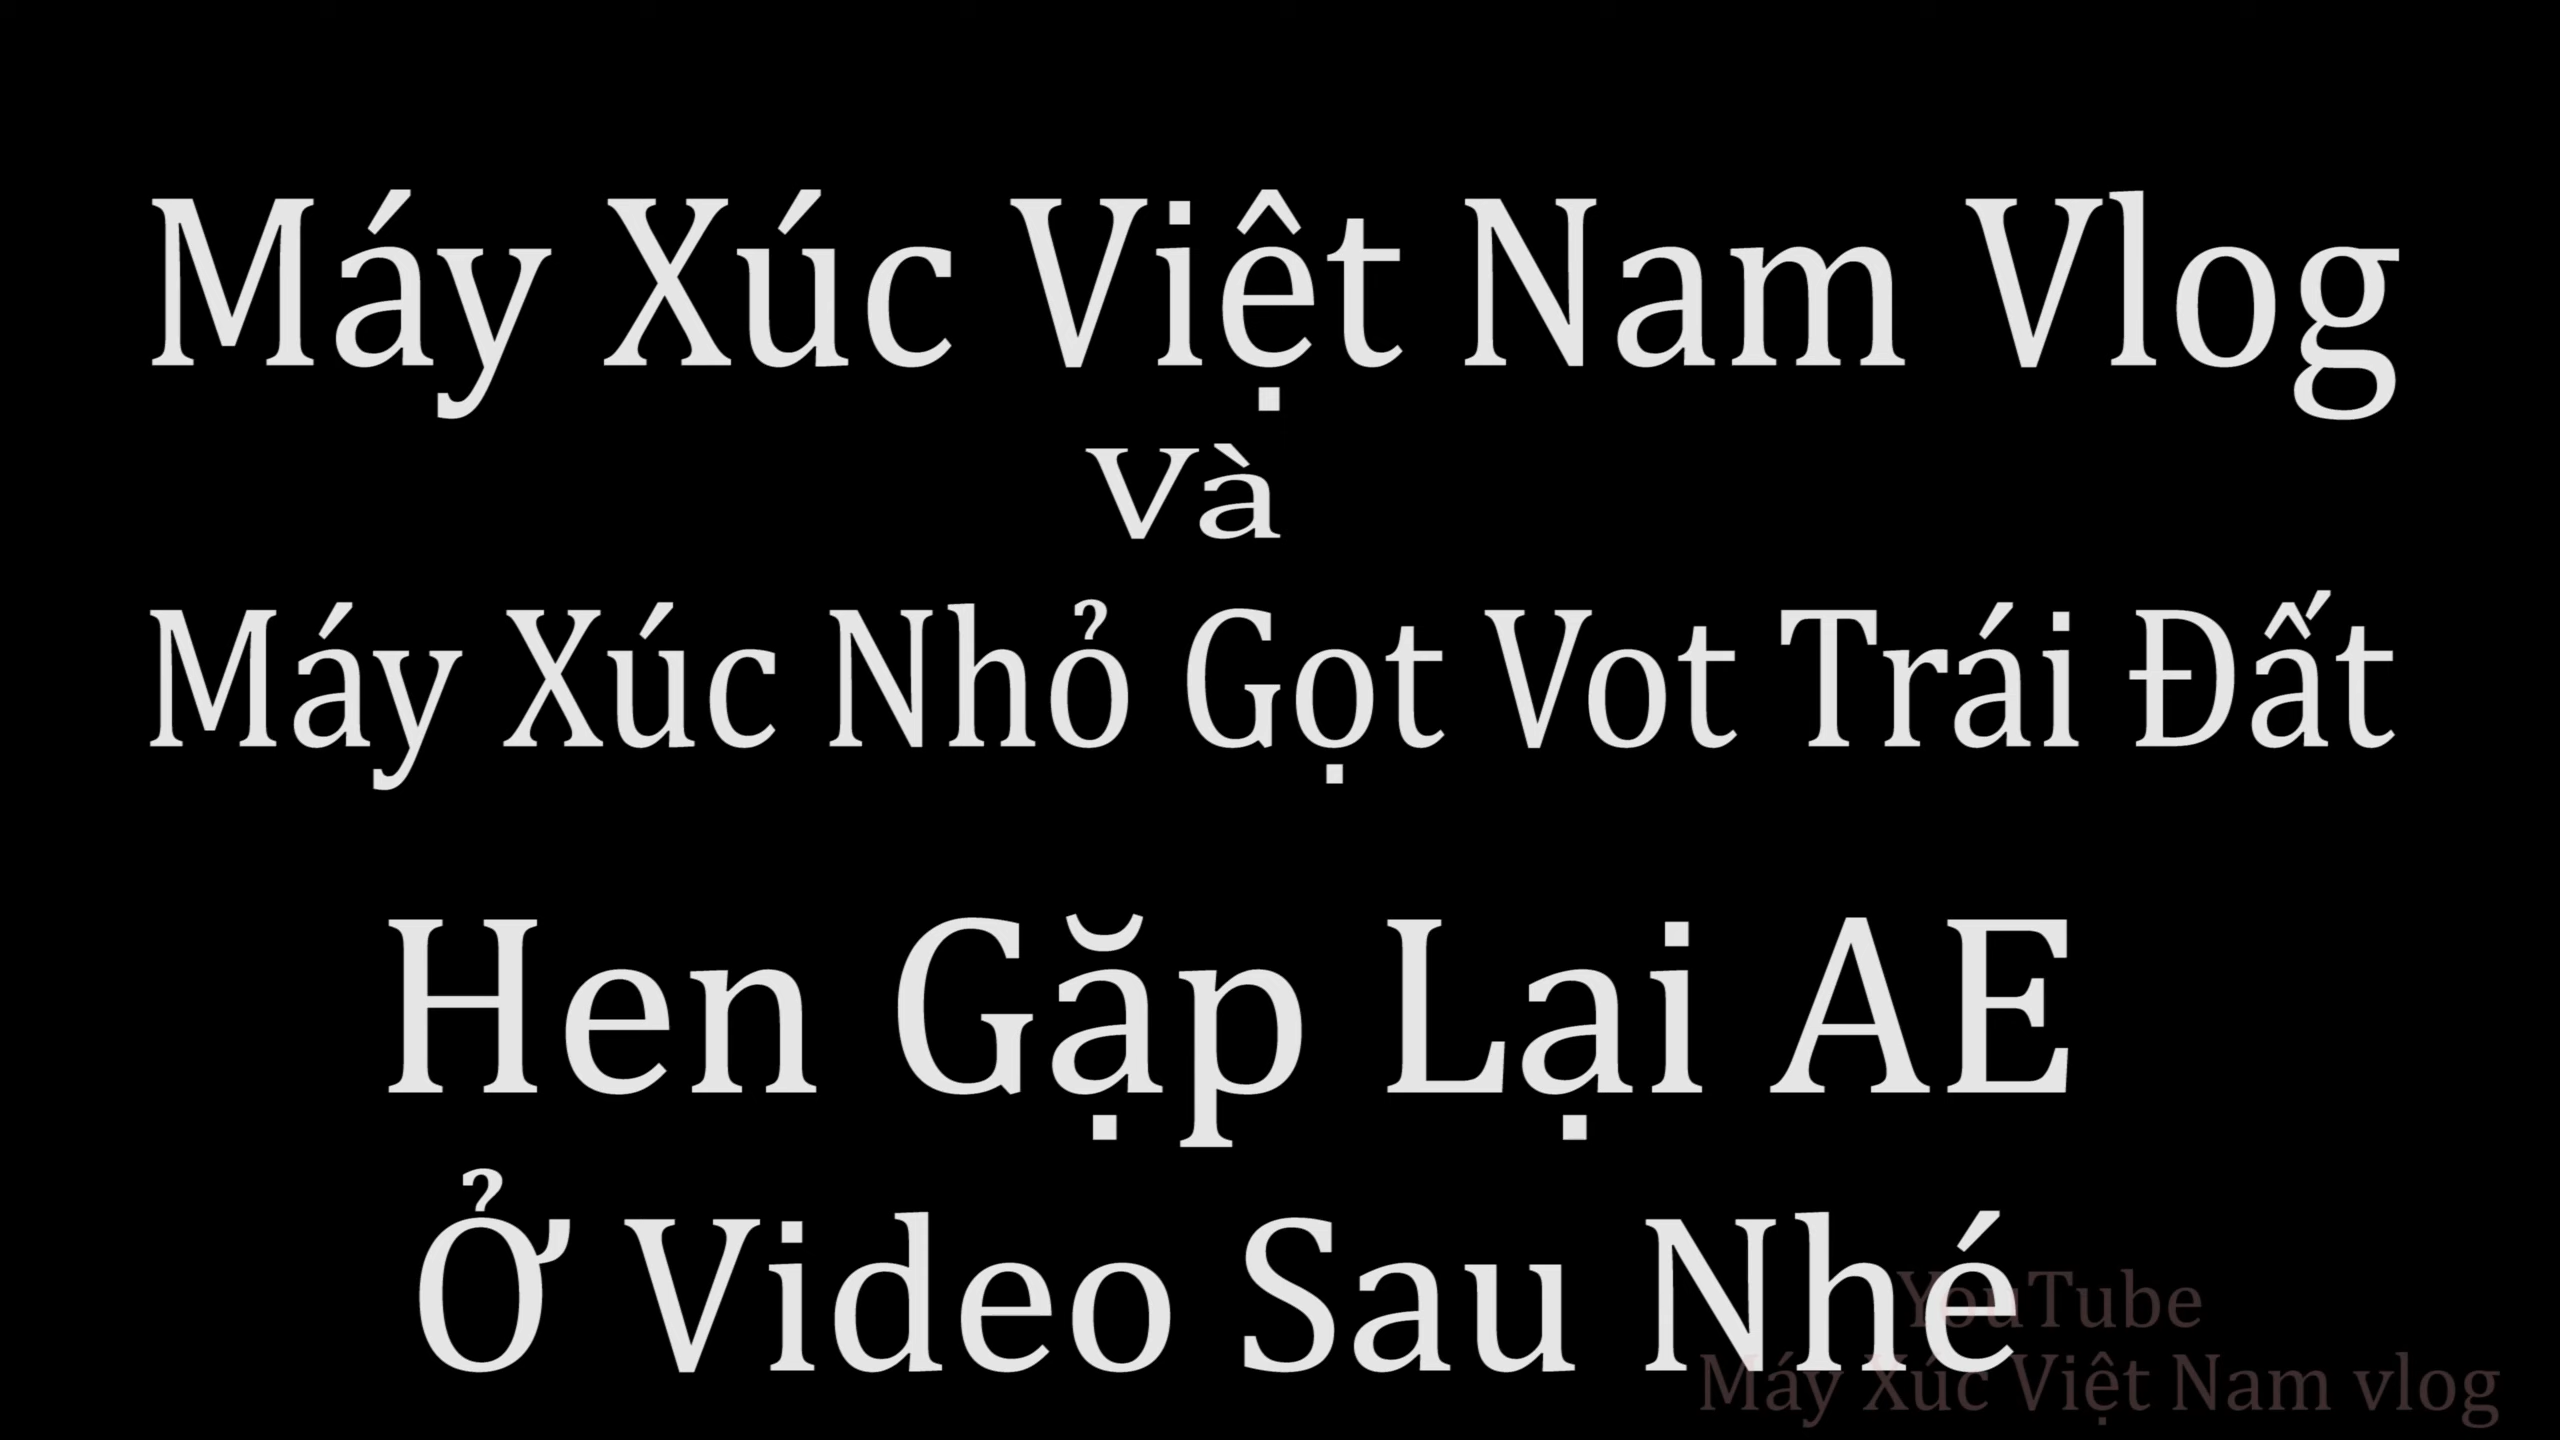 Máy Xúc Việt Nam Vlog
Và
Máy Xúc Nhỏ Gọt Vot Trái Đất
Hen Gặp Lại AE
Ở Video Sau Nhé
YouTube
Máy Xúc Việt Nam vlog